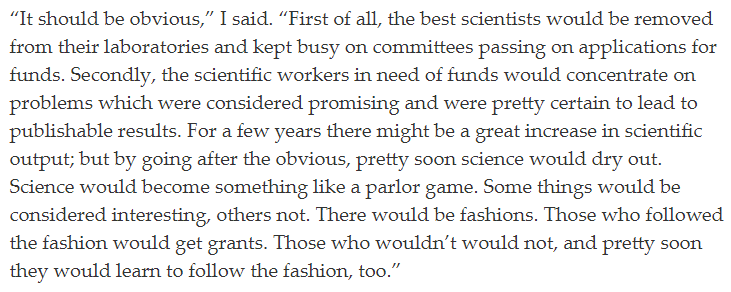 “It should be obvious,” I said. “First of all, the best scientists would be removed
from their laboratories and kept busy on committees passing on applications for
funds. Secondly, the scientific workers in need of funds would concentrate on
problems which were considered promising and were pretty certain to lead to
publishable results. For a few years there might be a great increase in scientific
output; but by going after the obvious, pretty soon science would dry out.
Science would become something like a parlor game. Some things would be
considered interesting, others not. There would be fashions. Those who followed
the fashion would get grants. Those who wouldn’t would not, and pretty soon
they would learn to follow the fashion, too.”